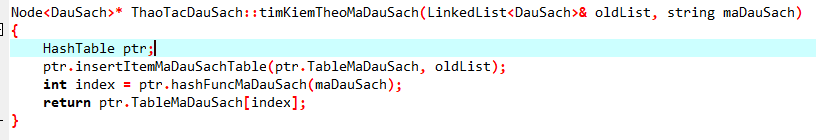 Node<DauSach>* ThaoTacDauSach::timKiemTheoMaDauSach(LinkedList<DauSach>& oldList, string maDauSach)
{
HashTable ptr;
ptr.insertItemMaDauSachTable(ptr.TableMaDauSach, oldList);
int index = ptr.hashFuncMaDauSach(maDauSach);
return ptr.TableMaDauSach[index];
}